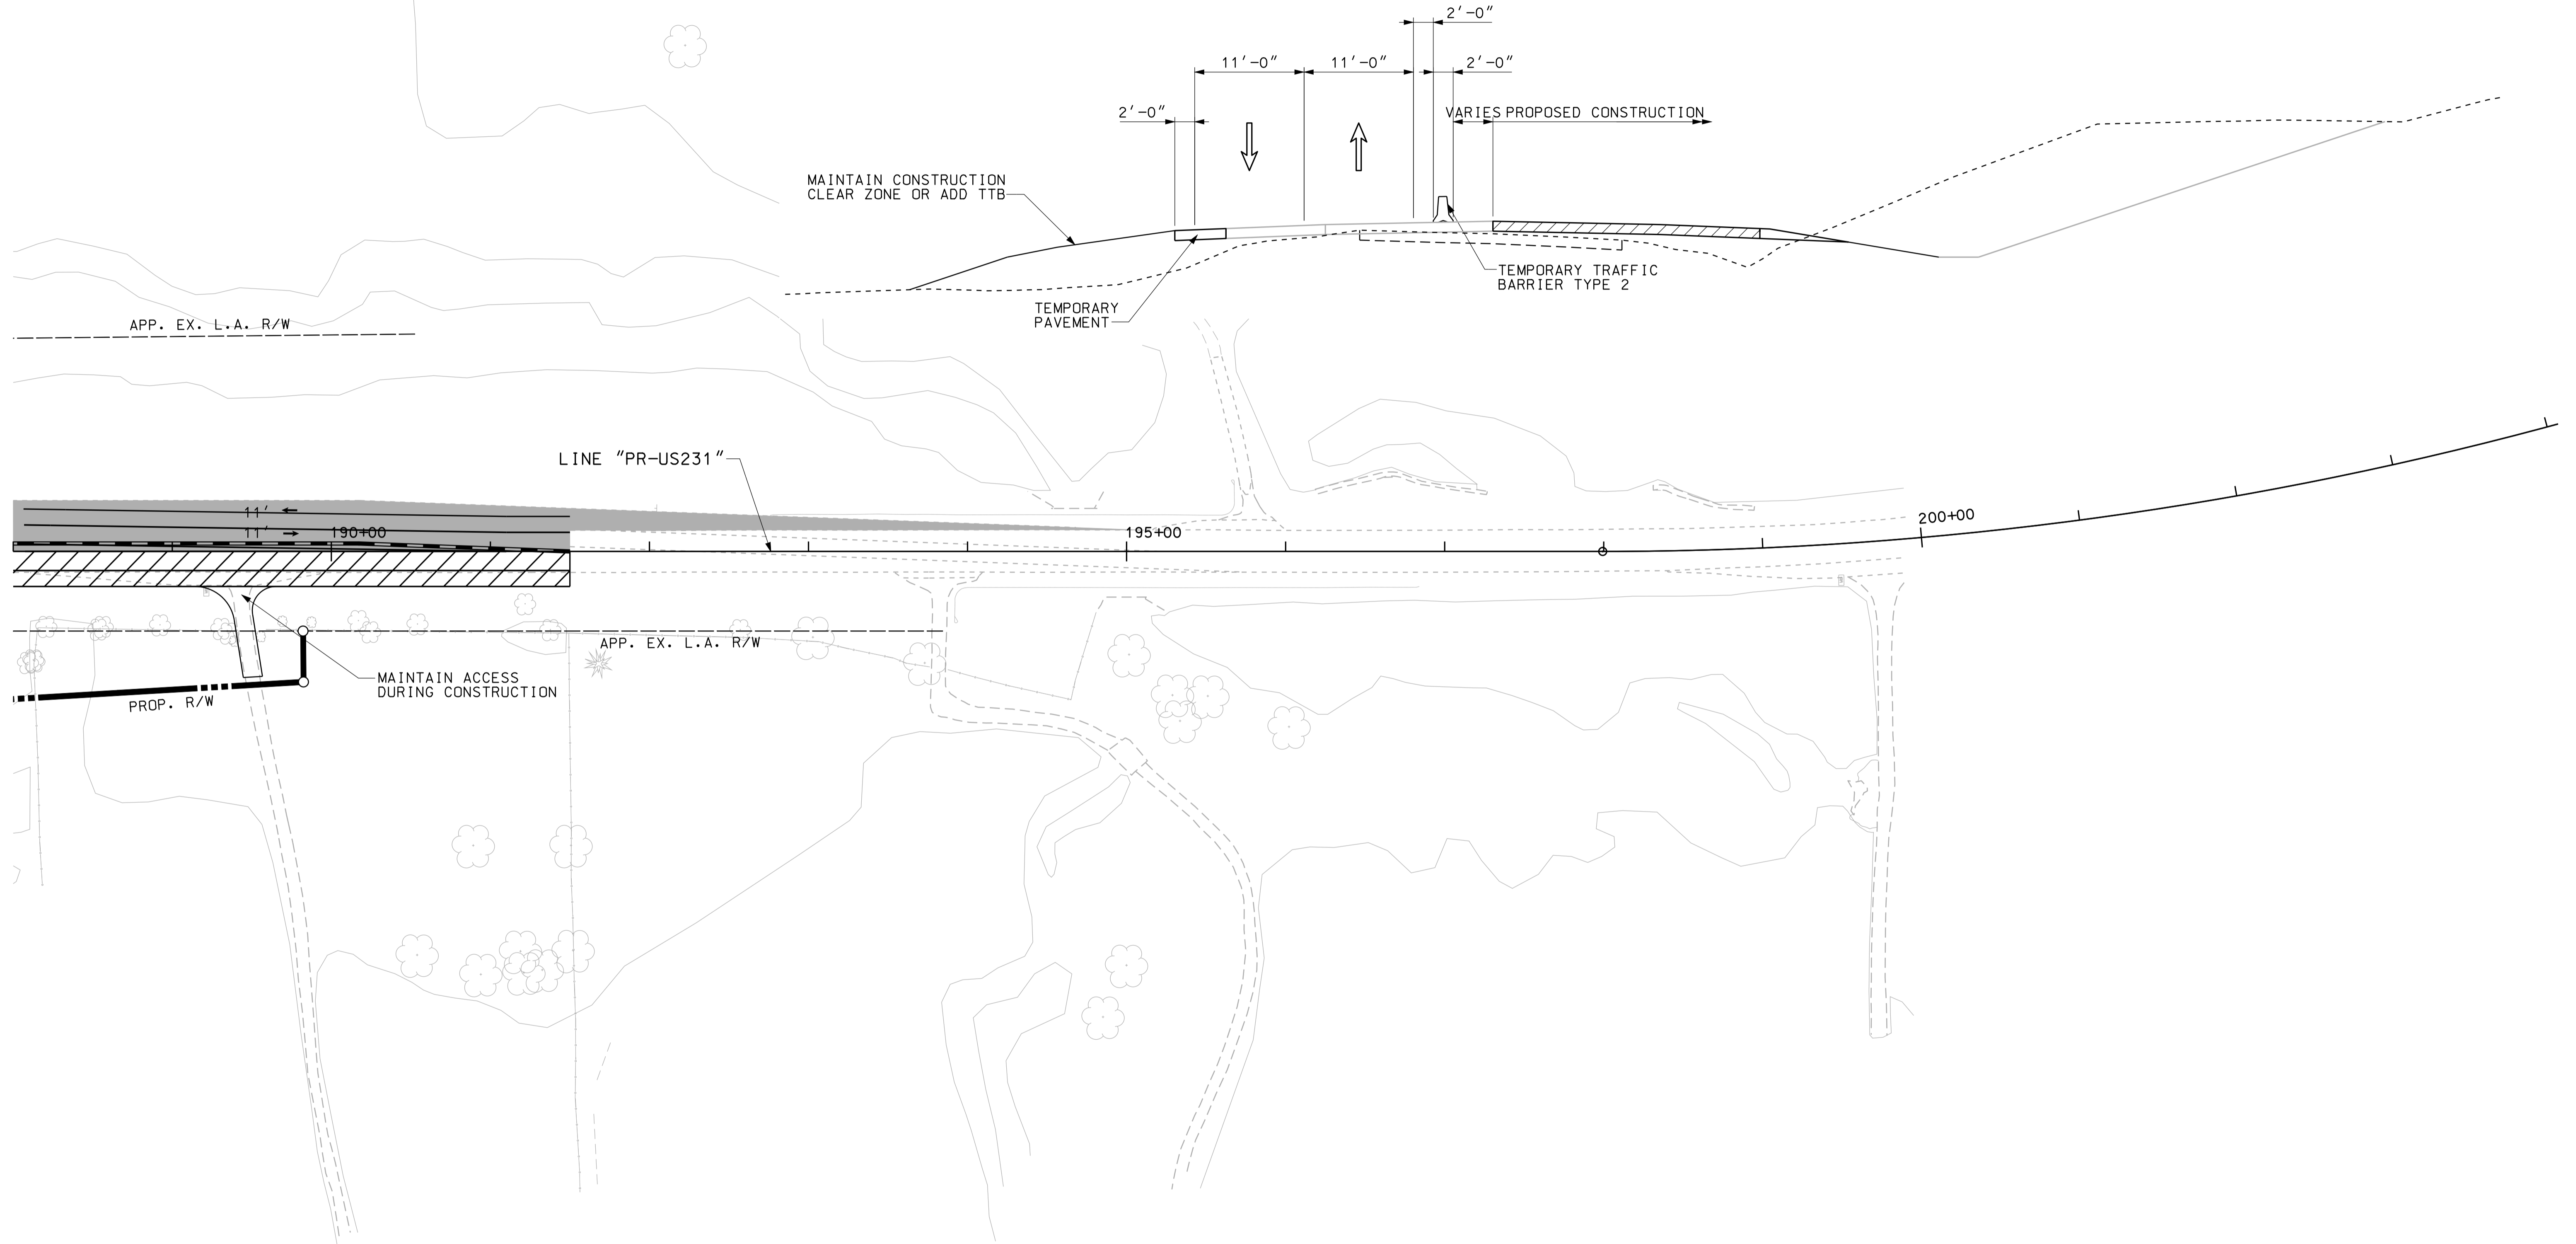 2'-0"
11'-0" 11'-0" 2'-0"
2'-0"
VARIES PROPOSED CONSTRUCTION
MAINTAIN CONSTRUCTION
CLEAR ZONE OR ADD TTB
TEMPORARY TRAFFIC
BARRIER TYPE 2
TEMPORARY
PAVEMENT
APP. EX. L.A. R/W
LINE "PR-US231"
11'
11'
190+00
195+00
200+00
APP. EX. L.A. R/W
MAINTAIN ACCESS
DURING CONSTRUCTION
PROP. R/W